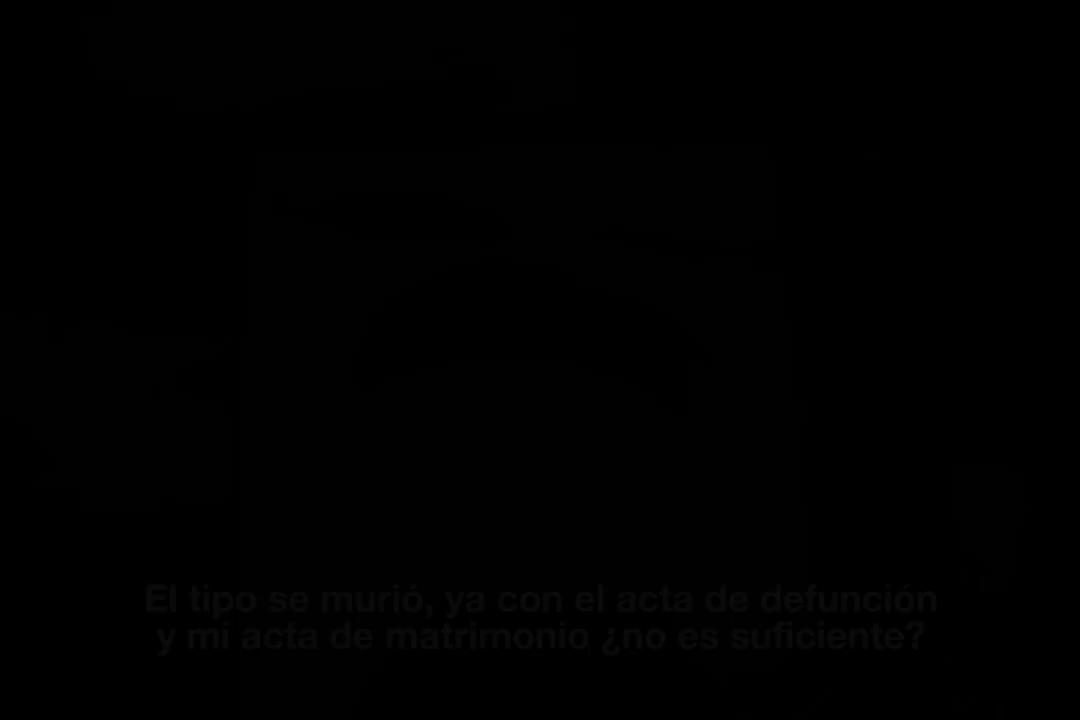 El tipo se murió, ya con el acta de defunción
y mi acta de matrimonio ¿no es suficiente?